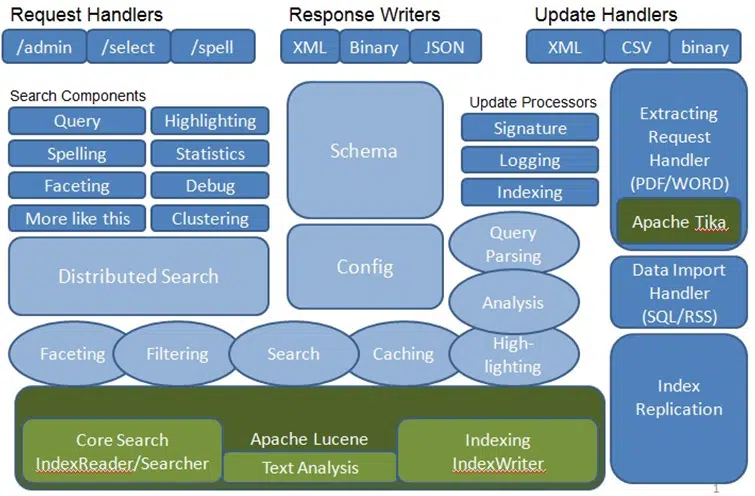 Request Handlers
Response Writers
Update Handlers
/admin
/select
/spell
XML
Binary
JSON
XML
CSV
binary
Search Components
Query
Highlighting
Spelling
Statistics
Faceting
Debug
More like this
Clustering
Distributed Search
Schema
Config
Update Processors
Signature
Logging
Indexing
Query
Parsing
Analysis
High-
lighting
Extracting
Request
Handler
(PDF/WORD)
Apache Tika
Data Import
Handler
(SQL/RSS)
Index
Replication
Faceting
Filtering
Search
Caching
Core Search
IndexReader/Searcher
Apache Lucene
Text Analysis
Indexing
IndexWriter
1